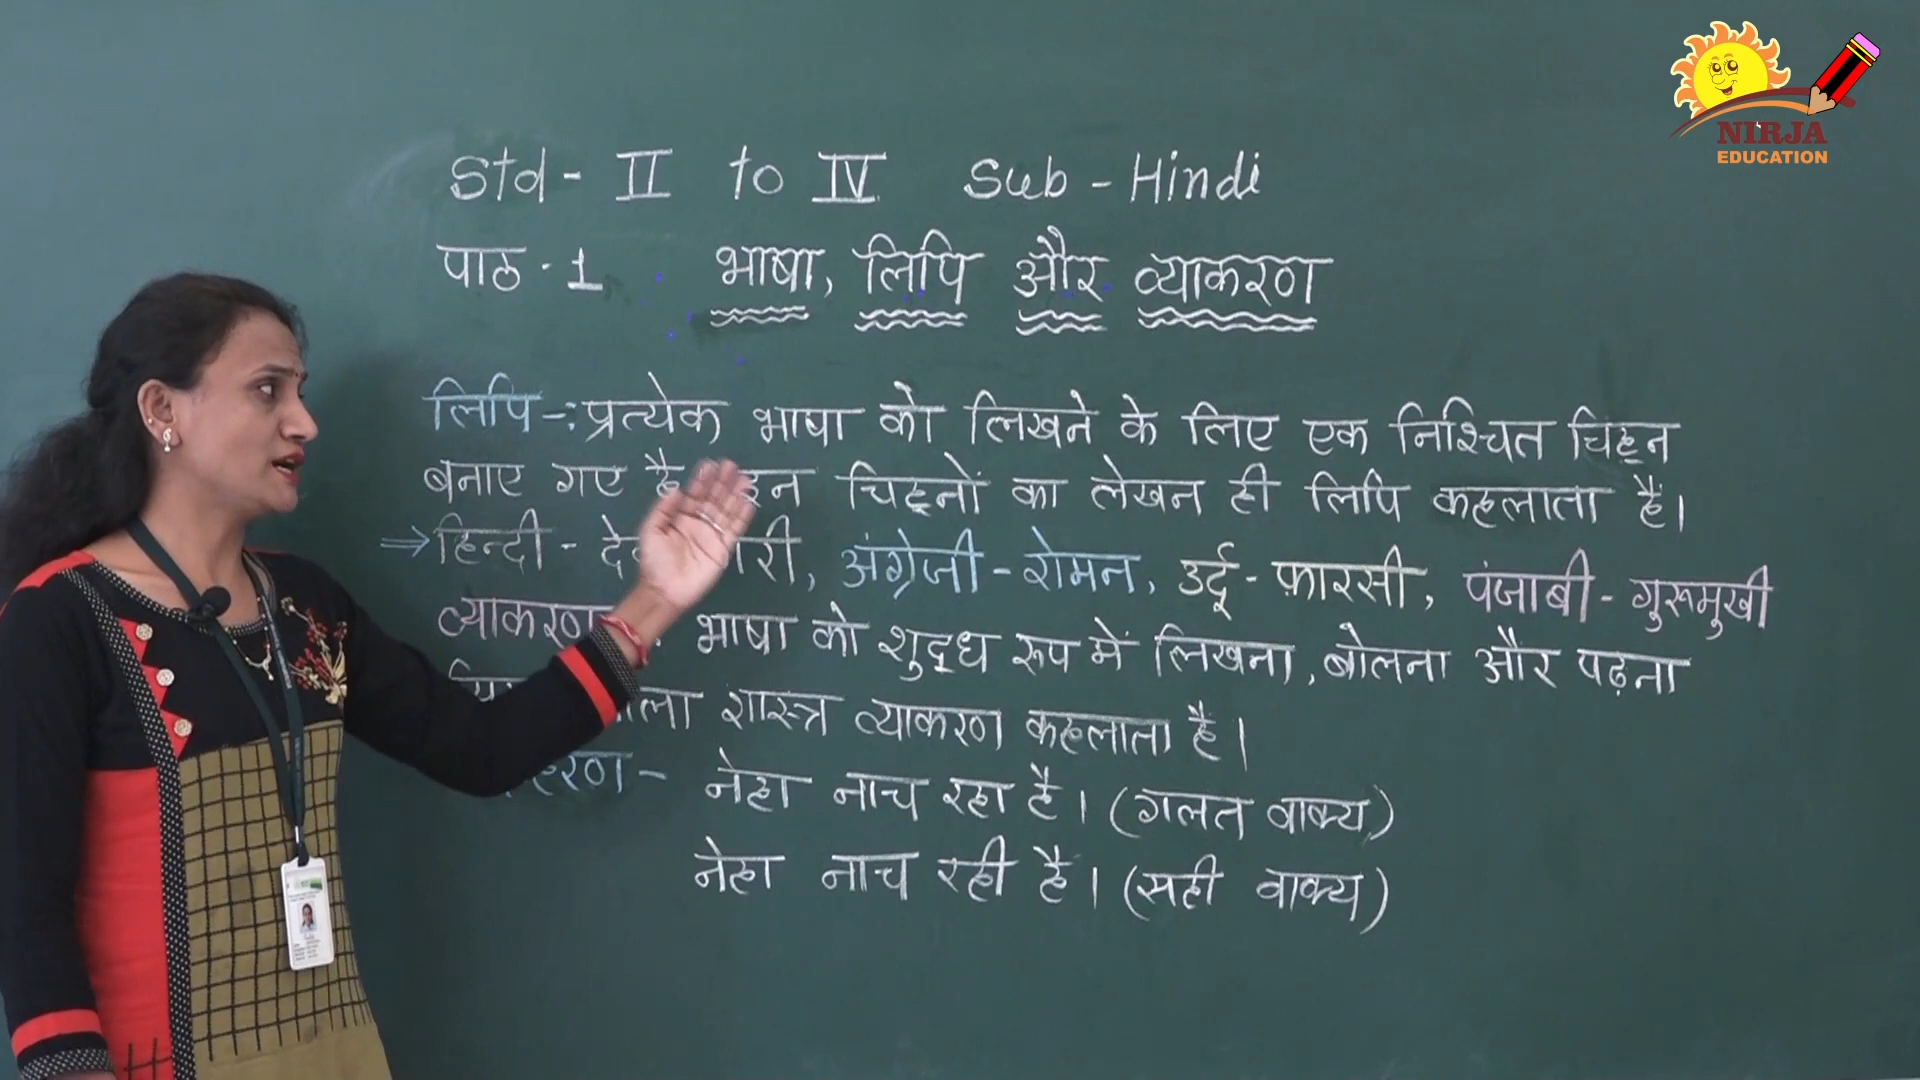 NIRJA
EDUCATION
Std - II to IV Sub - Hindi
पाठ - 1 भाषा, लिपि और व्याकरण
लिपि -: प्रत्येक भाषा को लिखने के लिए एक निश्चित चिह्न
बनाए गए है इन चिह्नों का लेखन ही लिपि कहलाता है।
⇒ हिन्दी - , अंग्रेजी - रोमन, उर्दू - फ़ारसी, पंजाबी - गुरूमुखी
व्याकरण भाषा को शुद्ध रूप में लिखना, बोलना और पढ़ना
शास्त्र व्याकरण कहलाता है।
नेहा नाच रहा है। (गलत वाक्य)
नेहा नाच रही है। (सही वाक्य)